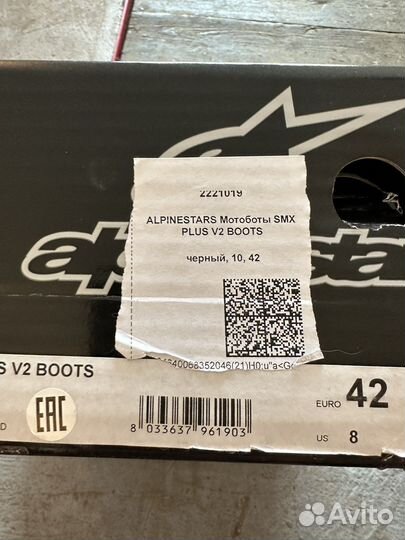 2221019
ALPINESTARS Мотоботы SMX
PLUS V2 BOOTS
черный, 10, 42
S V2 BOOTS
EAC
8 033637 961903
EURO 42
US 8
Avito